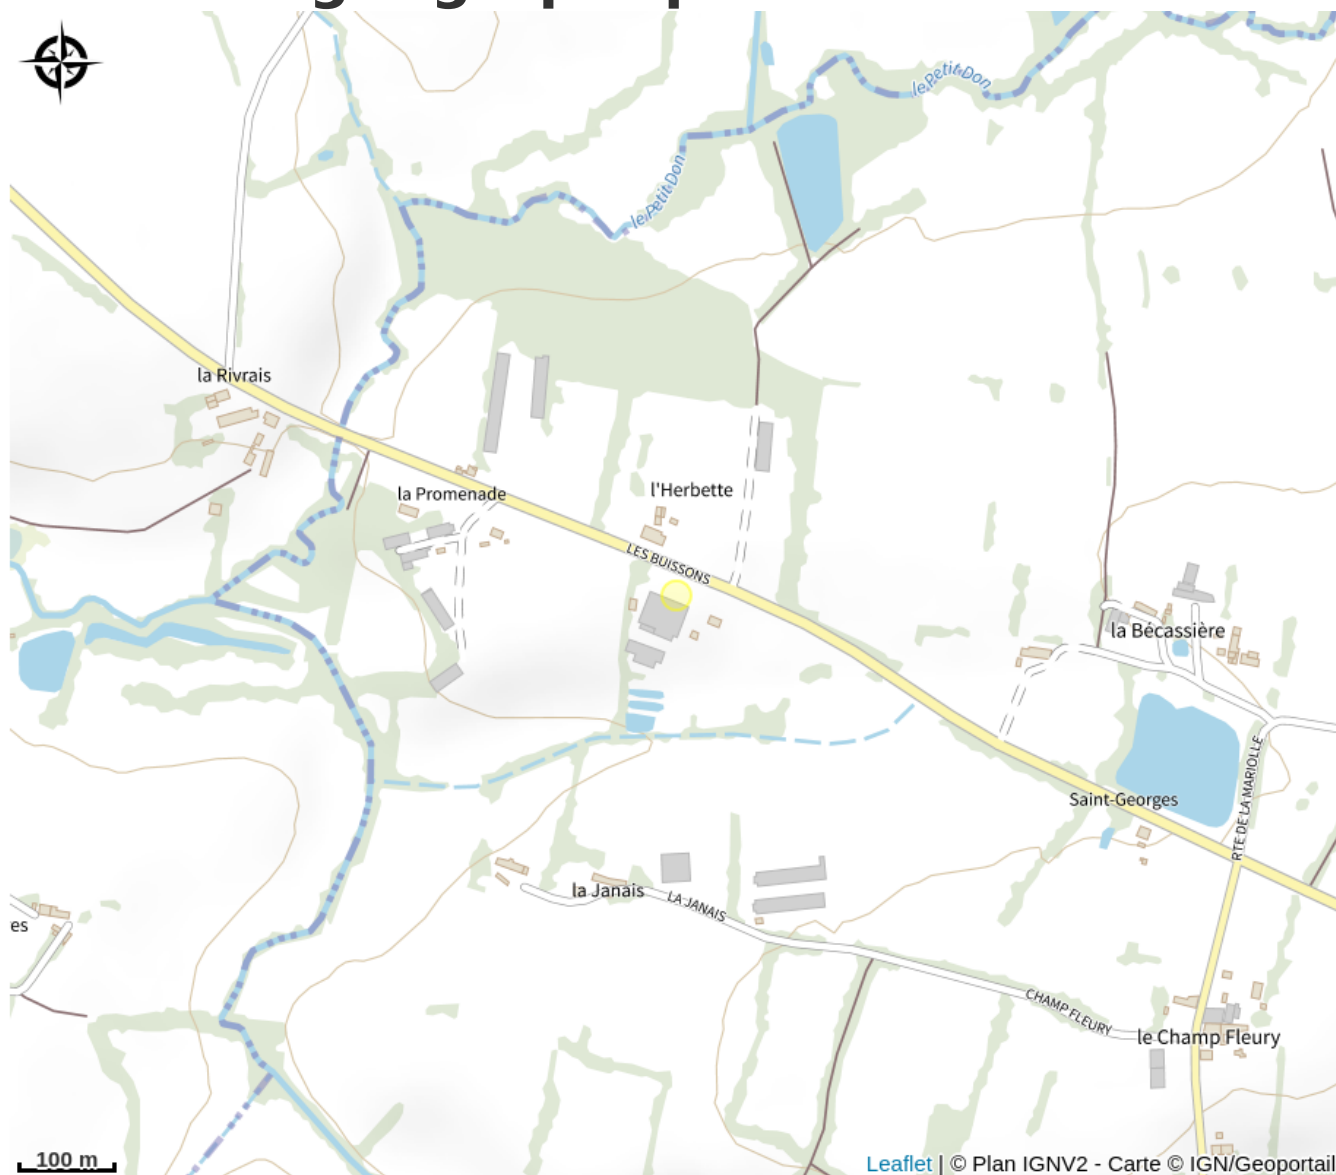 le Petit Don
le Petit Don
la Rivrais
la Promenade
l'Herbette
LES BUISSONS
la Bécassière
RTE DE LA MARIOLLE
Saint-Georges
la Janais
LA JANAIS
es
CHAMP FLEURY
le Champ Fleury
100 m
Leaflet | © Plan IGNV2 - Carte © IGN/Geoportail